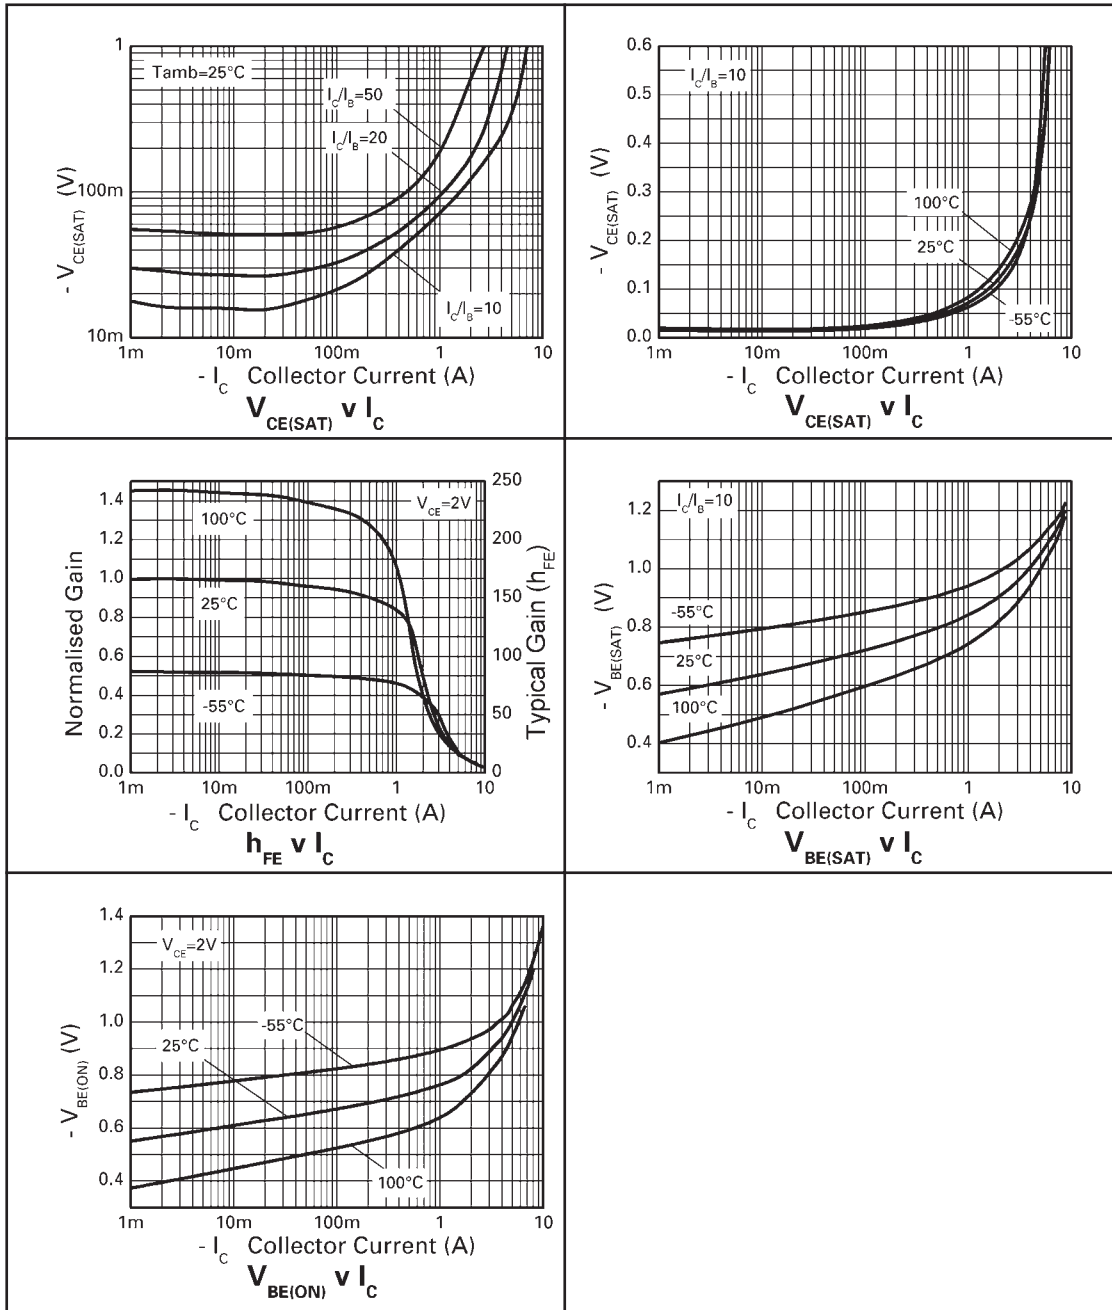 1
Tamb=25°C
I_C/I_B=50
I_C/I_B=20
100m
- V_CE(SAT) (V)
I_C/I_B=10
10m
1m 10m 100m 1 10
- I_C Collector Current (A)
V_CE(SAT) v I_C
0.6
I_C/I_B=10
0.5
0.4
0.3
- V_CE(SAT) (V)
100°C
0.2
25°C
0.1
-55°C
0.0
1m 10m 100m 1 10
- I_C Collector Current (A)
V_CE(SAT) v I_C
1.4
1.2
1.0
0.8
0.6
0.4
0.2
0.0
Normalised Gain
100°C
25°C
-55°C
V_CE=2V
250
200
150
100
50
0
Typical Gain (h_FE)
1m 10m 100m 1 10
- I_C Collector Current (A)
h_FE v I_C
1.2
I_C/I_B=10
1.0
0.8
0.6
0.4
- V_BE(SAT) (V)
-55°C
25°C
100°C
1m 10m 100m 1 10
- I_C Collector Current (A)
V_BE(SAT) v I_C
1.4
V_CE=2V
1.2
1.0
0.8
0.6
0.4
- V_BE(ON) (V)
-55°C
25°C
100°C
1m 10m 100m 1 10
- I_C Collector Current (A)
V_BE(ON) v I_C